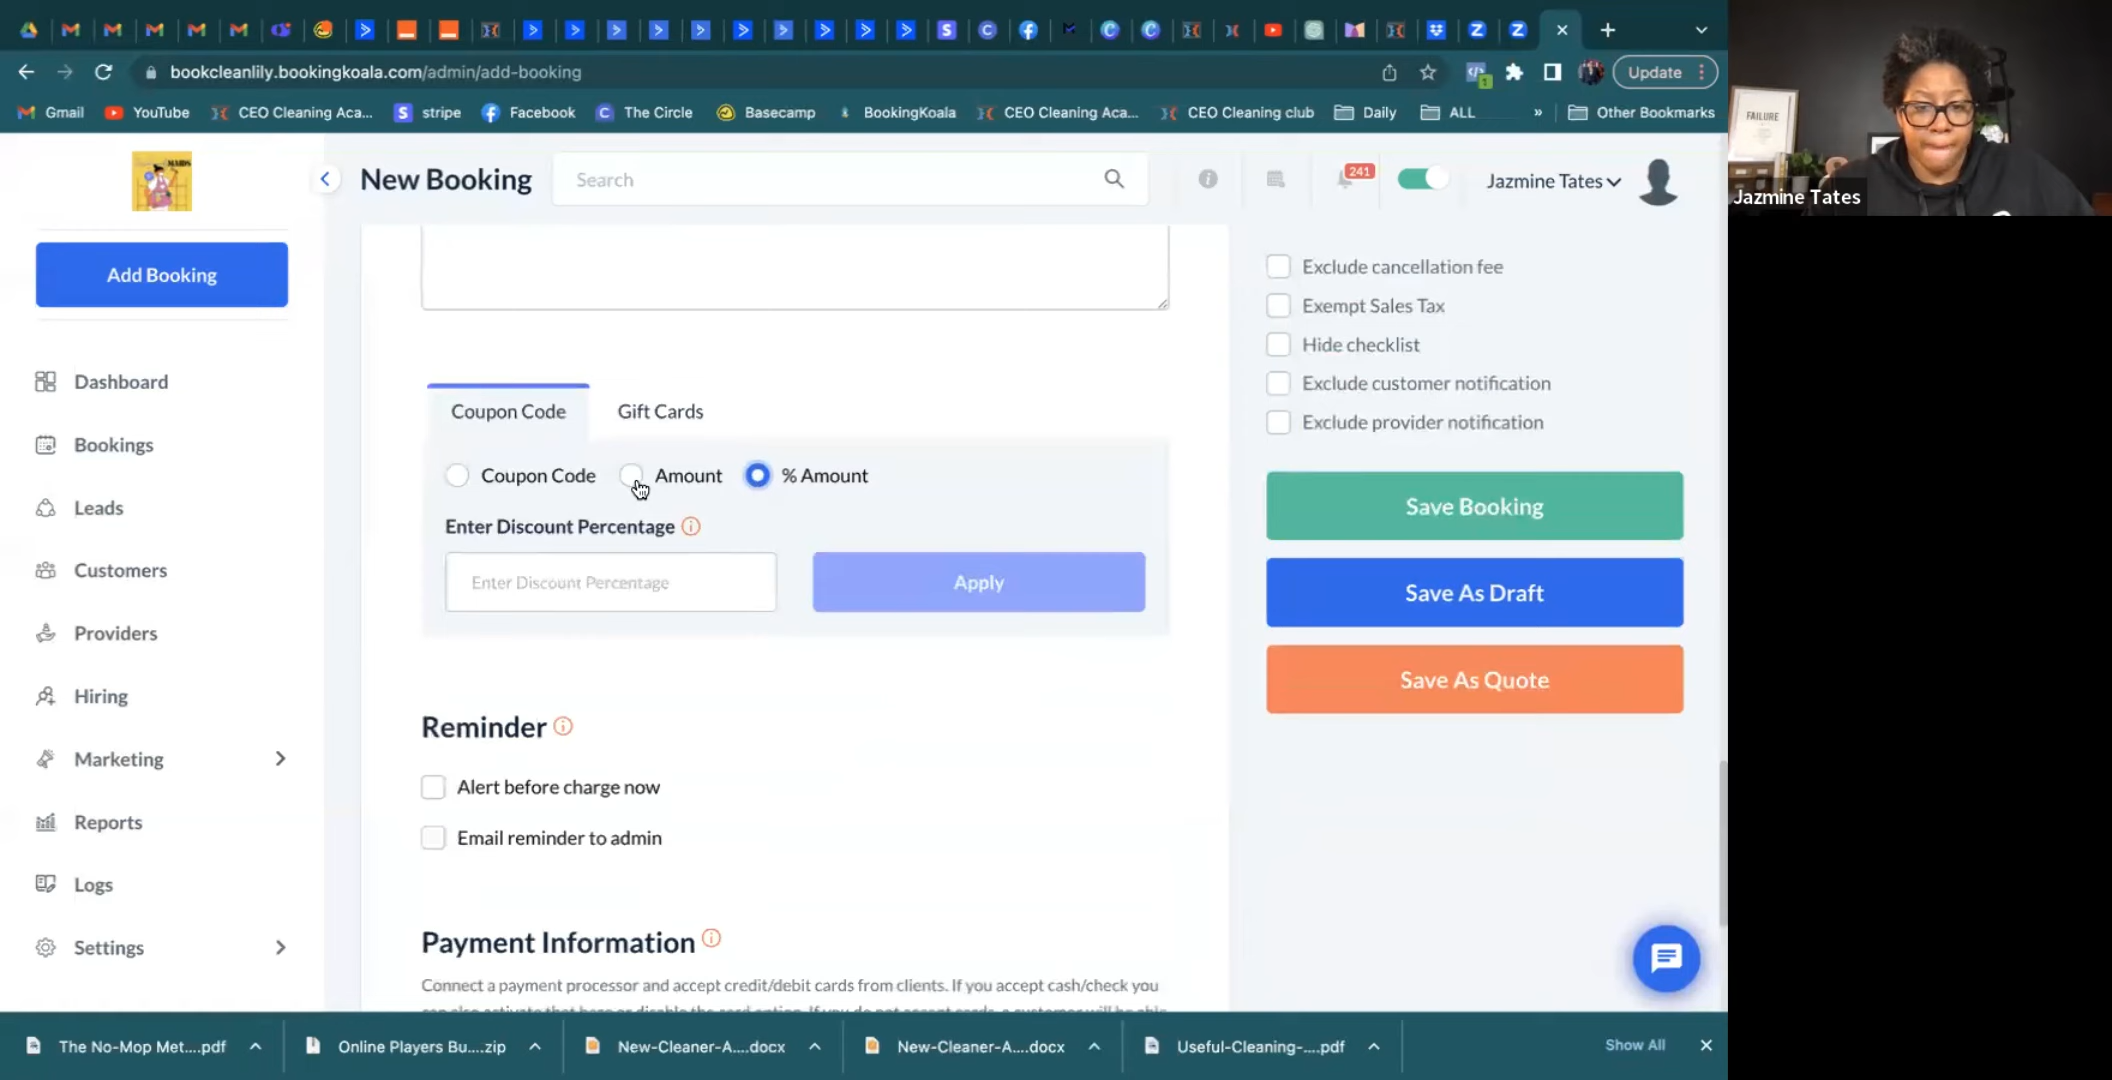 bookcleanlily.bookingkoala.com/admin/add-booking
Update
Gmail
YouTube
CEO Cleaning Aca...
stripe
Facebook
The Circle
Basecamp
BookingKoala
CEO Cleaning Aca...
CEO Cleaning club
Daily
ALL
»
Other Bookmarks
FAILURE
Jazmine Tates
MAIDS
New Booking
Search
241
Jazmine Tates
Add Booking
Dashboard
Bookings
Leads
Customers
Providers
Hiring
Marketing
Reports
Logs
Settings
Coupon Code
Gift Cards
Coupon Code
Amount
% Amount
Enter Discount Percentage
Enter Discount Percentage
Apply
Reminder
Alert before charge now
Email reminder to admin
Payment Information
Connect a payment processor and accept credit/debit cards from clients. If you accept cash/check you
Exclude cancellation fee
Exempt Sales Tax
Hide checklist
Exclude customer notification
Exclude provider notification
Save Booking
Save As Draft
Save As Quote
The No-Mop Met....pdf
Online Players Bu....zip
New-Cleaner-A....docx
New-Cleaner-A....docx
Useful-Cleaning-....pdf
Show All